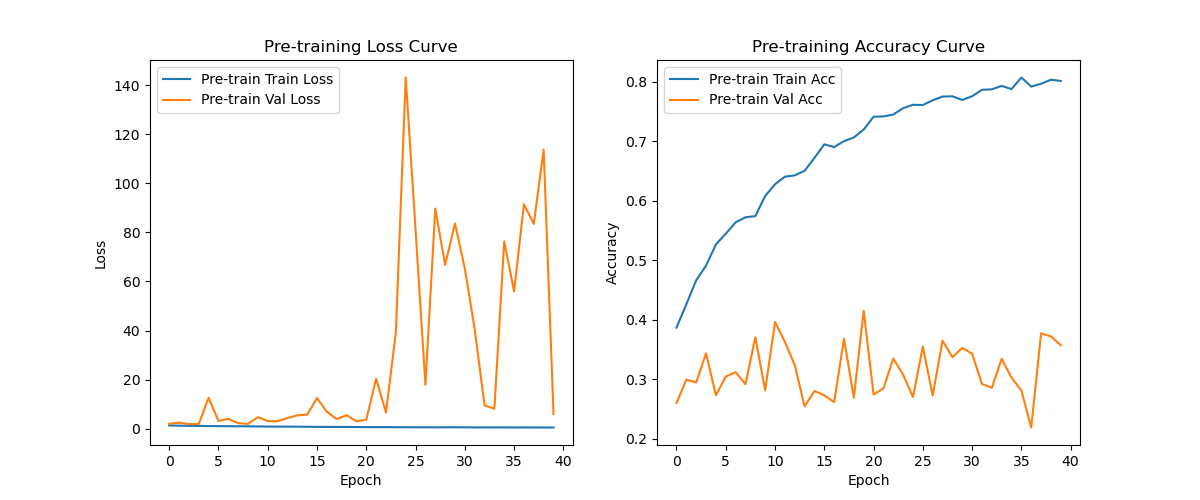 Pre-training Loss Curve
Pre-train Train Loss
Pre-train Val Loss
140
120
100
80
60
40
20
0
Loss
0 5 10 15 20 25 30 35 40
Epoch
Pre-training Accuracy Curve
Pre-train Train Acc
Pre-train Val Acc
0.8
0.7
0.6
0.5
0.4
0.3
0.2
Accuracy
0 5 10 15 20 25 30 35 40
Epoch